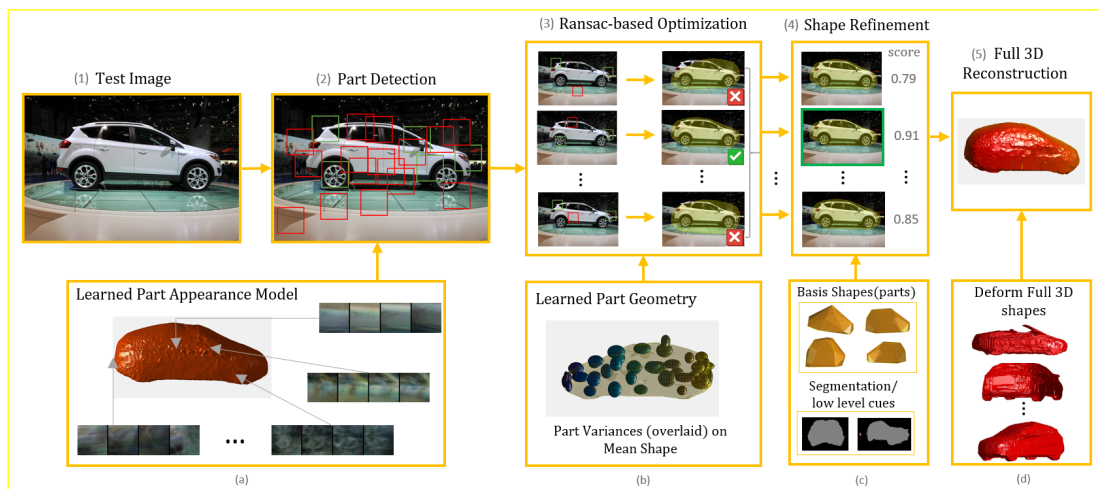 (1) Test Image
(2) Part Detection
(3) Ransac-based Optimization
(4) Shape Refinement
score
0.79
0.91
0.85
(5) Full 3D
Reconstruction
Learned Part Appearance Model
(a)
Learned Part Geometry
Part Variances (overlaid) on
Mean Shape
(b)
Basis Shapes(parts)
Segmentation/
low level cues
(c)
Deform Full 3D
shapes
(d)